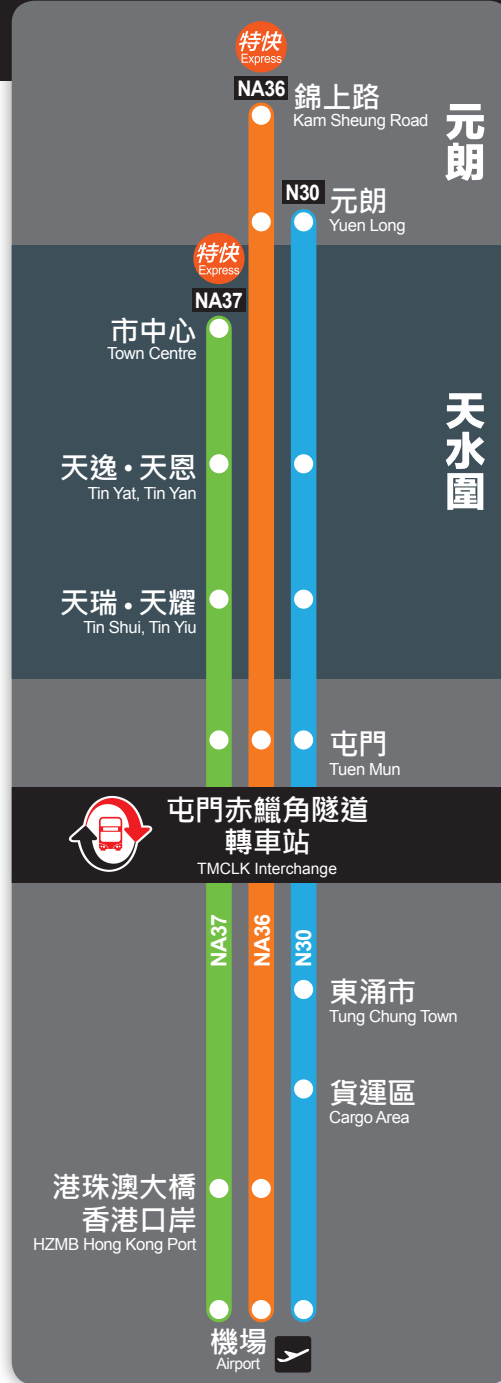 特快
Express
NA36
錦上路
Kam Sheung Road
元朗
N30
元朗
Yuen Long
特快
Express
NA37
市中心
Town Centre
天水圍
天逸•天恩
Tin Yat, Tin Yan
天瑞•天耀
Tin Shui, Tin Yiu
屯門
Tuen Mun
屯門赤鱲角隧道
轉車站
TMCLK Interchange
NA37
NA36
N30
東涌市
Tung Chung Town
貨運區
Cargo Area
港珠澳大橋
香港口岸
HZMB Hong Kong Port
機場
Airport